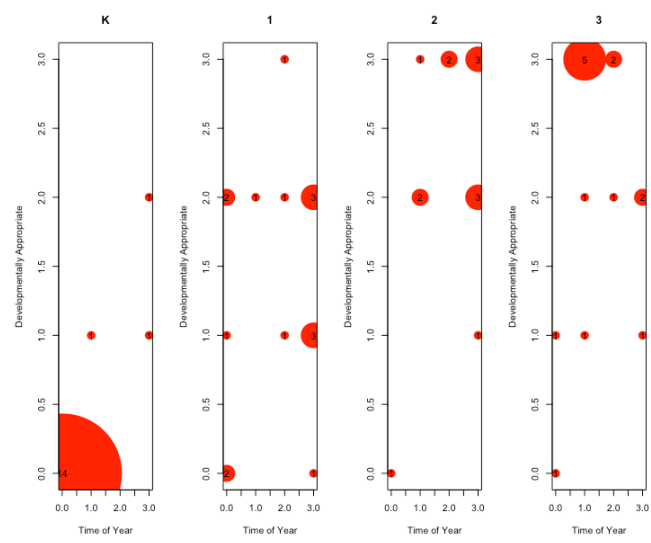 K 1 2 3
3.0 1 3.0 1 2 3 3.0 5 2
2.5 2.5 2.5 2.5
2.0 1 2.0 2 1 1 3 2.0 2 3 2.0 1 1 2
Developmentally Appropriate Developmentally Appropriate Developmentally Appropriate Developmentally Appropriate
1.5 1.5 1.5 1.5
1.0 1 1 1.0 1 1 3 1.0 1 1.0 1 1 1
0.5 0.5 0.5 0.5
0.0 14 0.0 2 1 0.0 1 0.0 1
0.0 1.0 2.0 3.0 0.0 1.0 2.0 3.0 0.0 1.0 2.0 3.0 0.0 1.0 2.0 3.0
Time of Year Time of Year Time of Year Time of Year